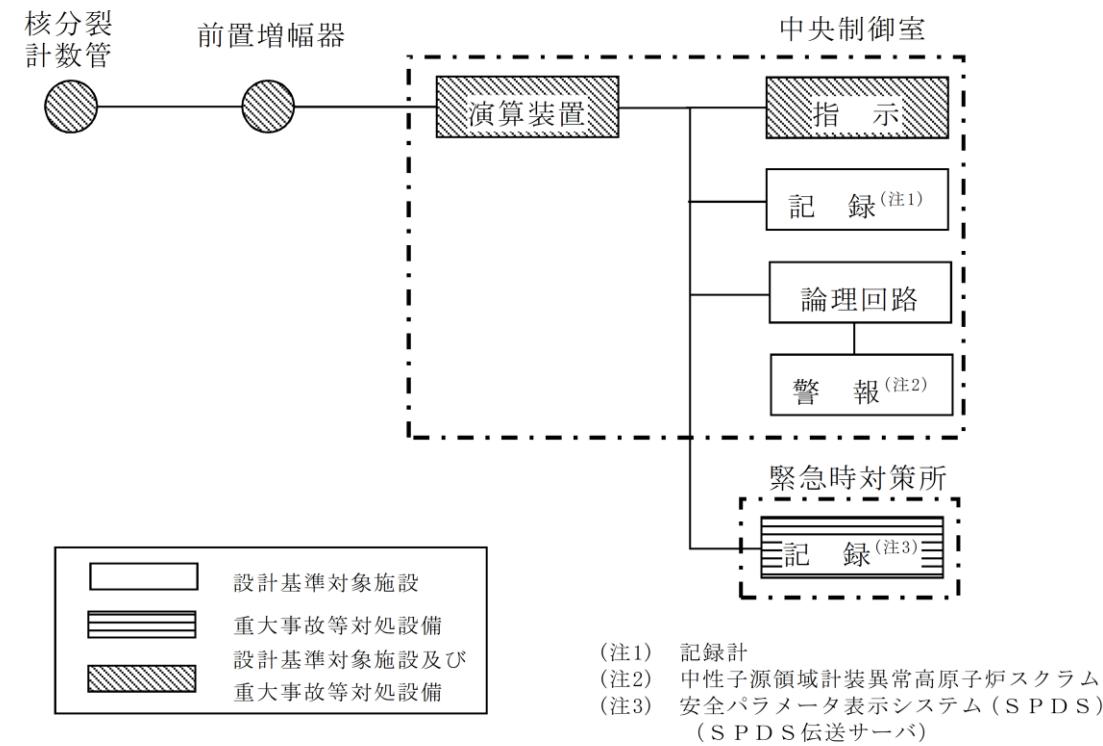 核分裂
計数管
前置増幅器
中央制御室
演算装置
指　示
記　録(注1)
論理回路
警　報(注2)
緊急時対策所
記　録(注3)
設計基準対象施設
重大事故等対処設備
設計基準対象施設及び
重大事故等対処設備
(注1)　記録計
(注2)　中性子源領域計装異常高原子炉スクラム
(注3)　安全パラメータ表示システム(ＳＰＤＳ)
(ＳＰＤＳ伝送サーバ)